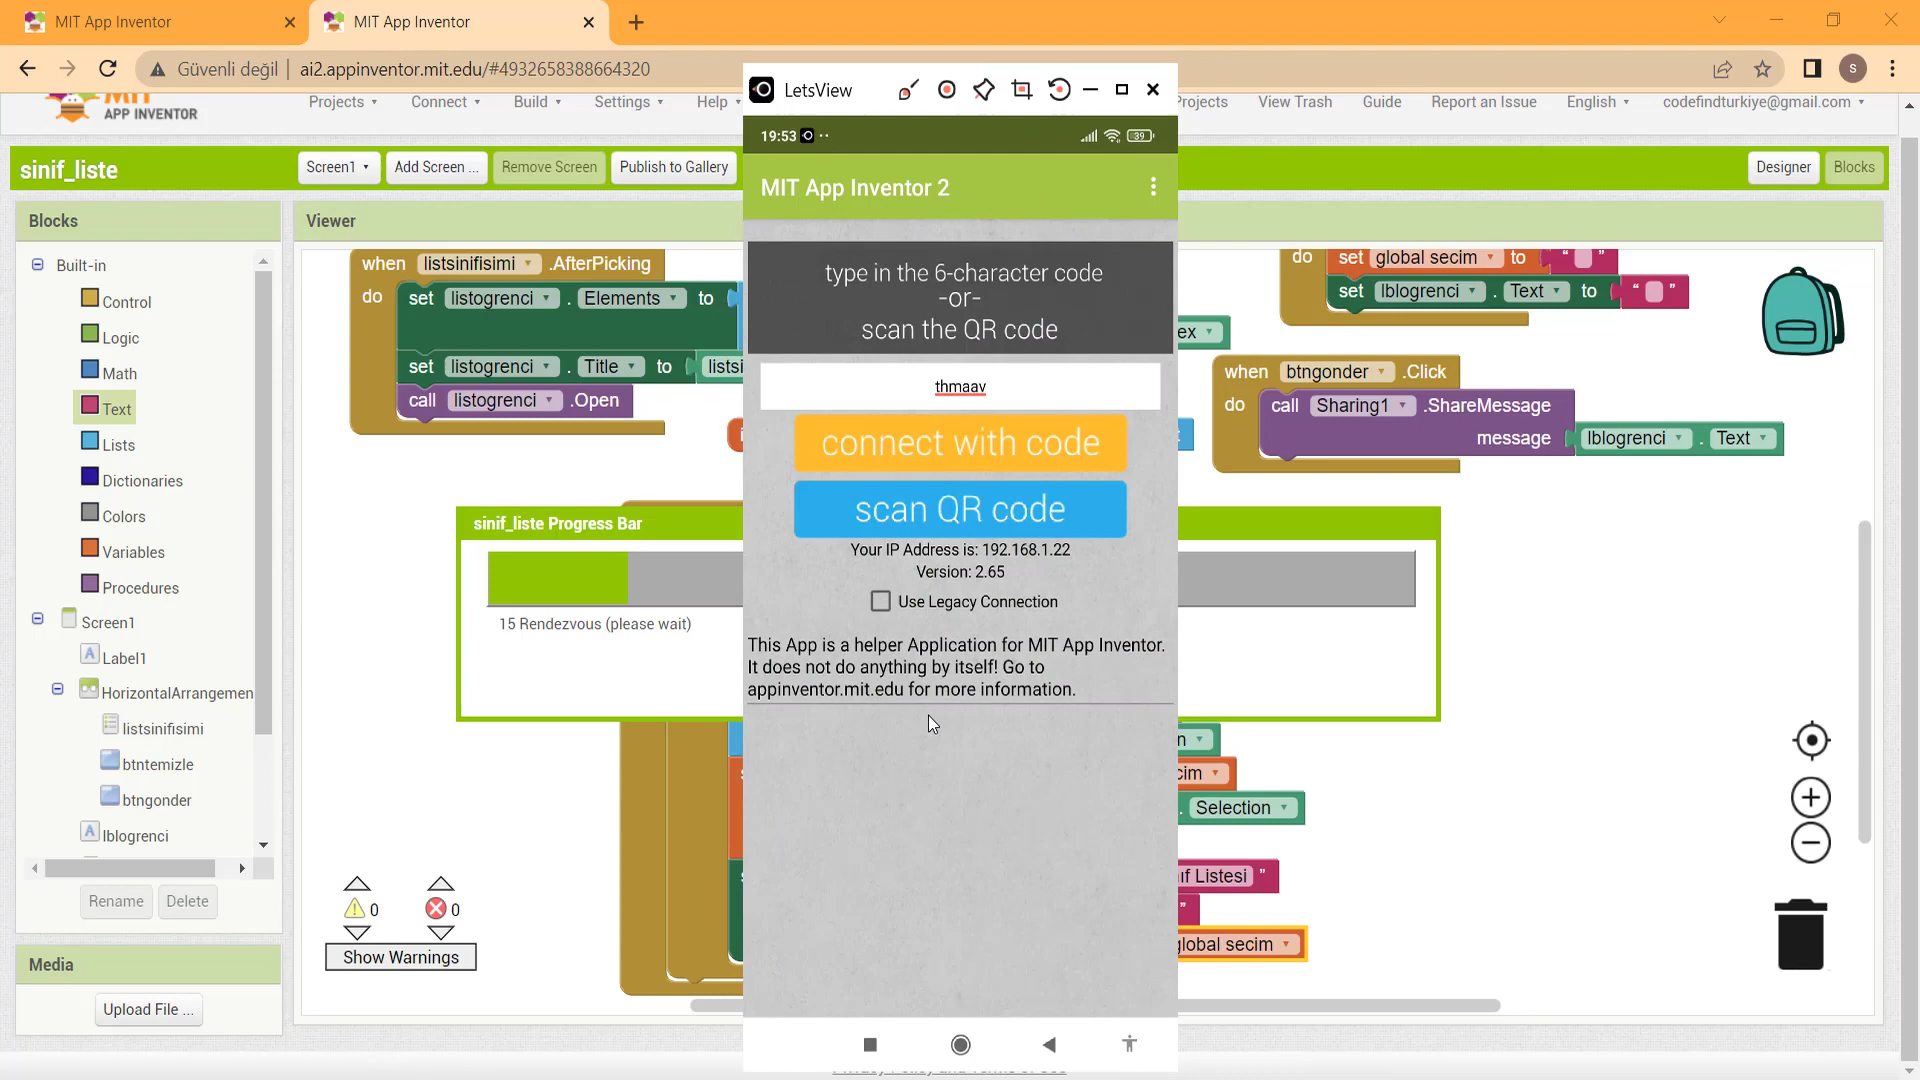 MIT App Inventor
MIT App Inventor
Güvenli değil
ai2.appinventor.mit.edu/#4932658388664320
S
APP INVENTOR
Projects
Connect
Build
Settings
Help
Projects
View Trash
Guide
Report an Issue
English
codefindturkiye@gmail.com
sinif_liste
Screen1
Add Screen ...
Remove Screen
Publish to Gallery
Designer
Blocks
Blocks
Built-in
Control
Logic
Math
Text
Lists
Dictionaries
Colors
Variables
Procedures
Screen1
Label1
HorizontalArrangemen
listsinifisimi
btntemizle
btngonder
lblogrenci
Rename
Delete
Media
Upload File ...
Viewer
when listsinifisimi .AfterPicking
do set listogrenci . Elements to
set listogrenci . Title to listsi
call listogrenci .Open
sinif_liste Progress Bar
15 Rendezvous (please wait)
0
0
Show Warnings
LetsView
19:53
39
MIT App Inventor 2
type in the 6-character code
-or-
scan the QR code
thmaav
connect with code
scan QR code
Your IP Address is: 192.168.1.22
Version: 2.65
Use Legacy Connection
This App is a helper Application for MIT App Inventor.
It does not do anything by itself! Go to
appinventor.mit.edu for more information.
do set global secim to " "
set lblogrenci . Text to " "
ex
when btngonder .Click
do call Sharing1 .ShareMessage
message lblogrenci . Text
n
cim
. Selection
ıf Listesi "
"
global secim